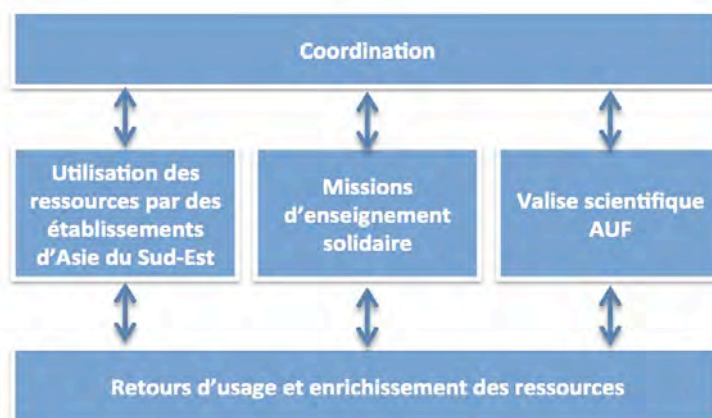 Coordination
Utilisation des
ressources par des
établissements
d'Asie du Sud-Est
Missions
d'enseignement
solidaire
Valise scientifique
AUF
Retours d'usage et enrichissement des ressources